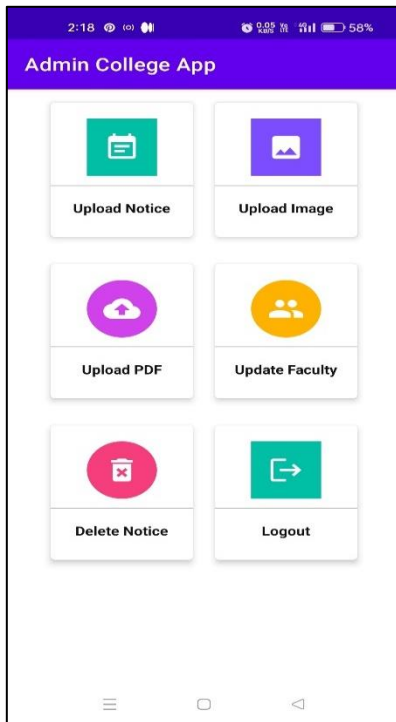 2:18 58%
Admin College App
Upload Notice Upload Image
Upload PDF Update Faculty
Delete Notice Logout